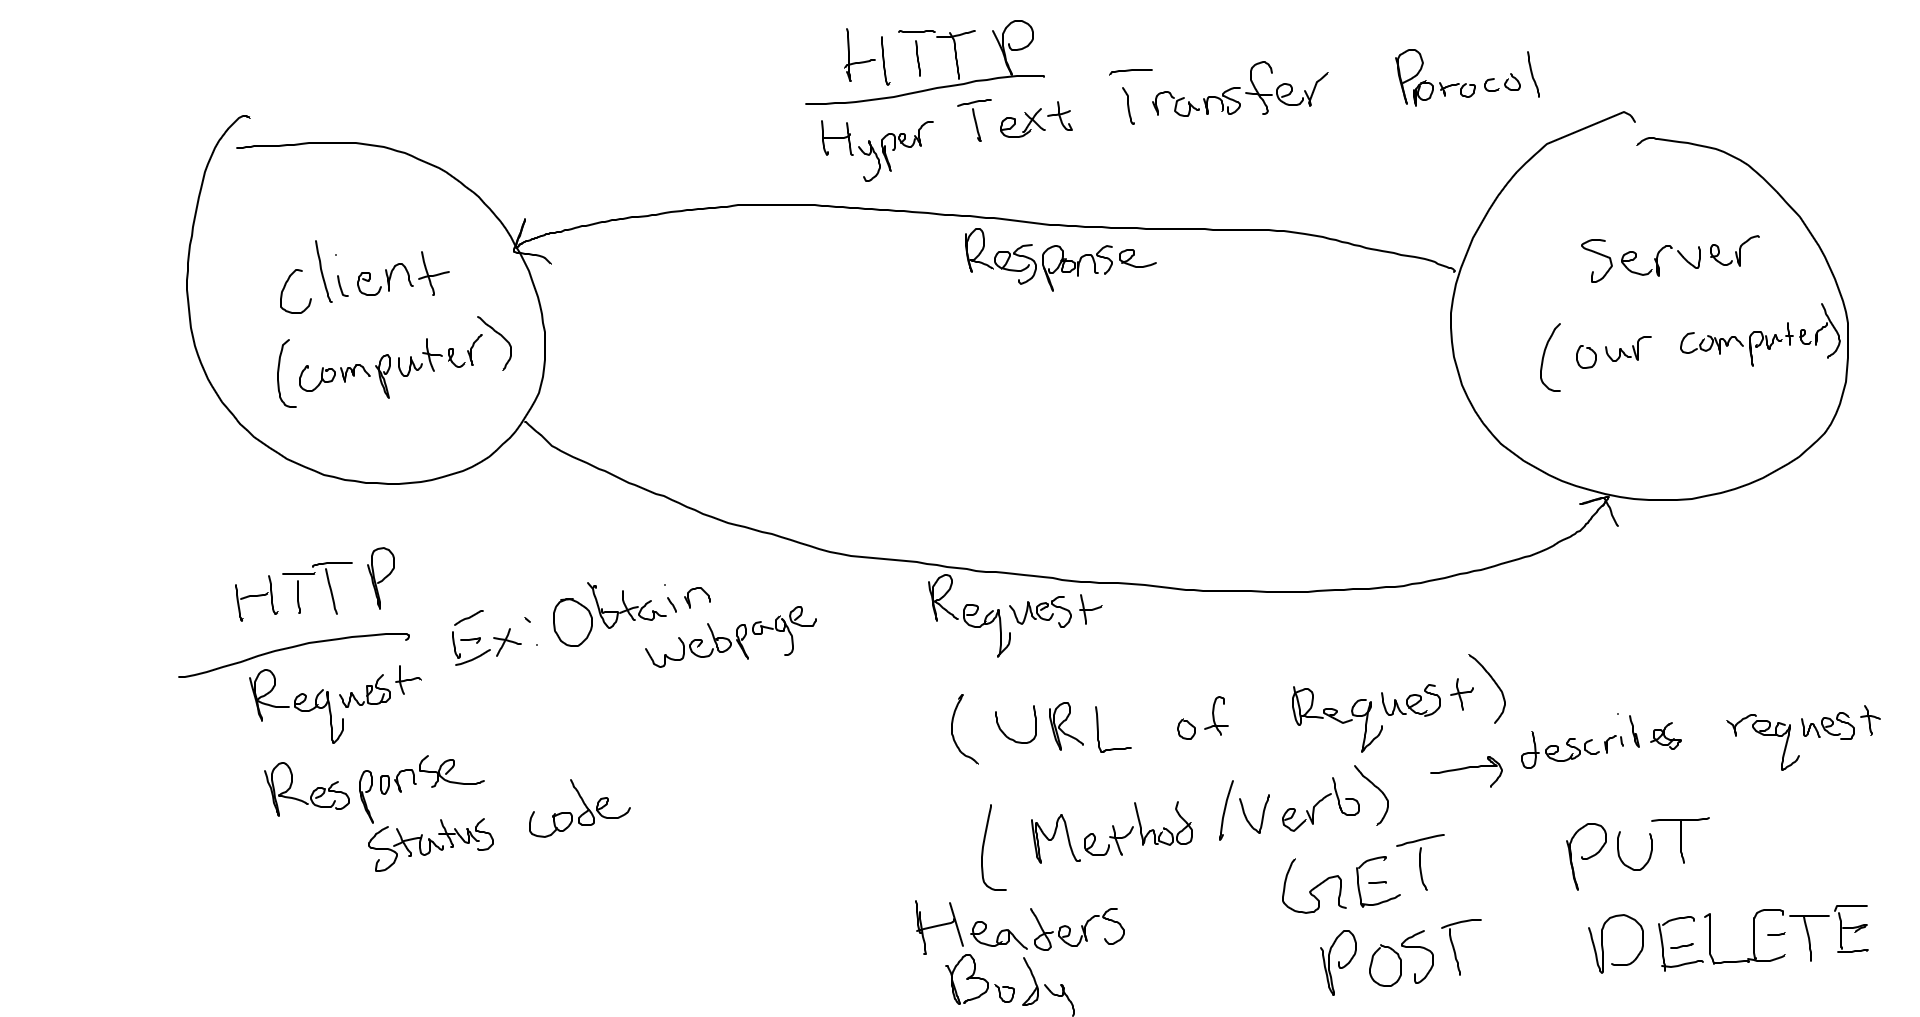 HTTP
Hyper Text Transfer Porocol
Response
client
(computer)
Server
(our computer)
HTTP
Request
Ex: Obtain
webpage
Response
Status code
Request
(URL of Request)
(Method/Verb) → describes request
GET PUT
POST DELETE
Headers
Body